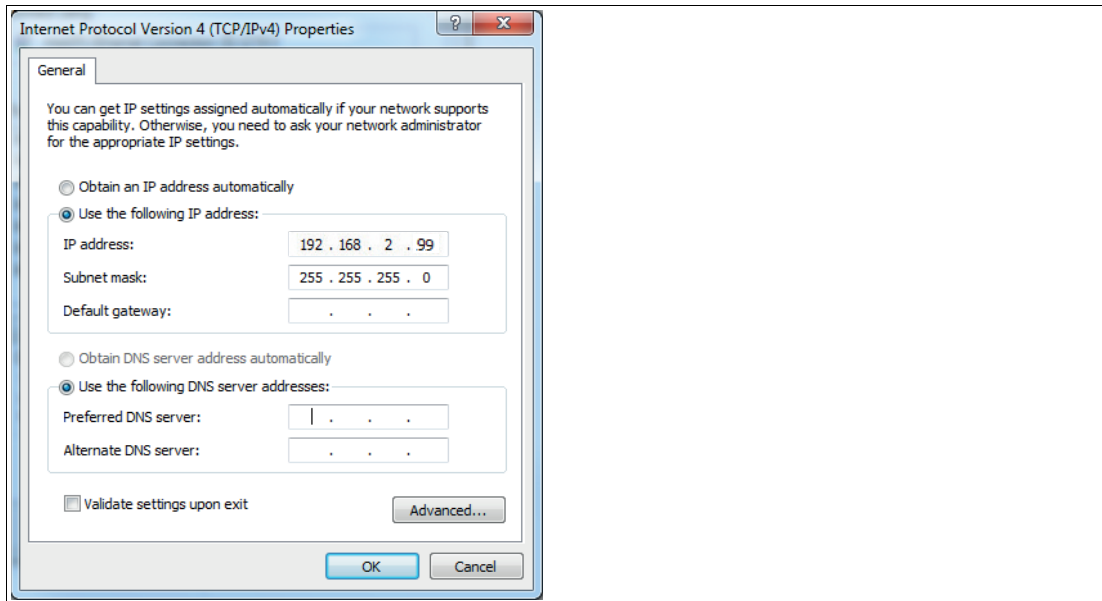 Internet Protocol Version 4 (TCP/IPv4) Properties
General
You can get IP settings assigned automatically if your network supports
this capability. Otherwise, you need to ask your network administrator
for the appropriate IP settings.
Obtain an IP address automatically
Use the following IP address:
IP address: 192 . 168 . 2 . 99
Subnet mask: 255 . 255 . 255 . 0
Default gateway: . . .
Obtain DNS server address automatically
Use the following DNS server addresses:
Preferred DNS server: . . .
Alternate DNS server: . . .
Validate settings upon exit
Advanced...
OK Cancel